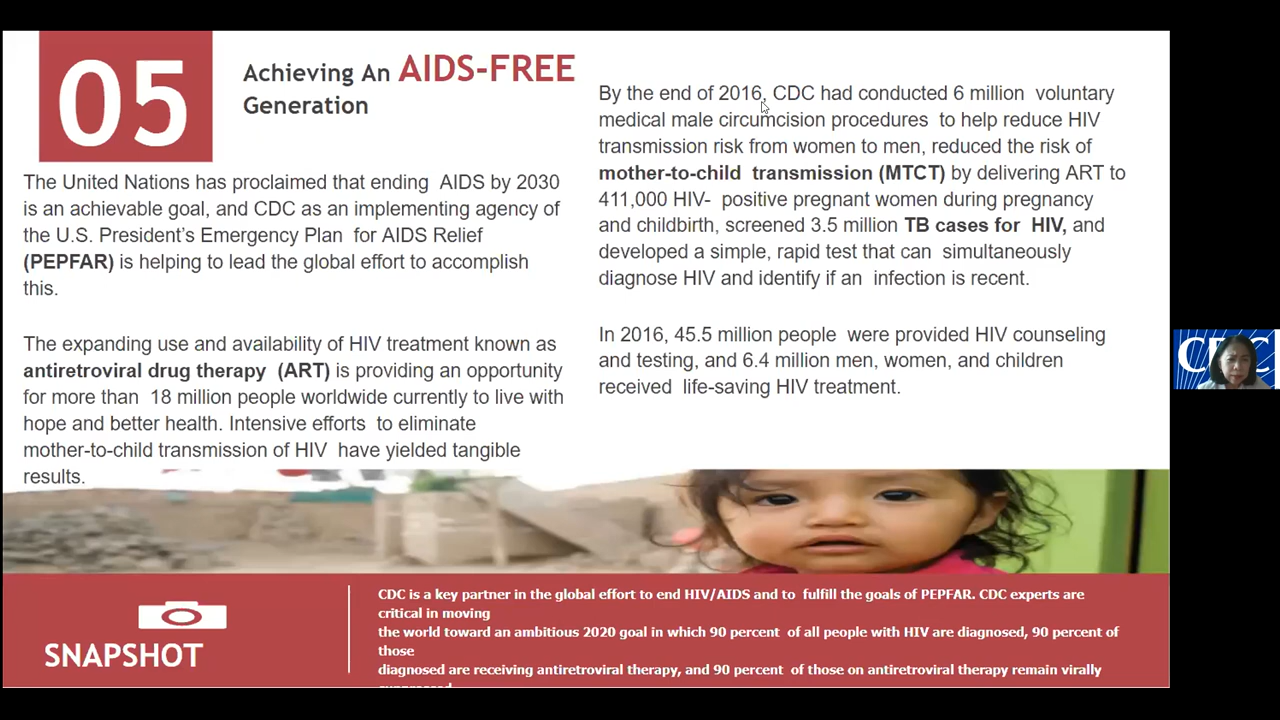 05
Achieving An AIDS-FREE
Generation
The United Nations has proclaimed that ending AIDS by 2030
is an achievable goal, and CDC as an implementing agency of
the U.S. President's Emergency Plan for AIDS Relief
(PEPFAR) is helping to lead the global effort to accomplish
this.
The expanding use and availability of HIV treatment known as
antiretroviral drug therapy (ART) is providing an opportunity
for more than 18 million people worldwide currently to live with
hope and better health. Intensive efforts to eliminate
mother-to-child transmission of HIV have yielded tangible
results.
By the end of 2016, CDC had conducted 6 million voluntary
medical male circumcision procedures to help reduce HIV
transmission risk from women to men, reduced the risk of
mother-to-child transmission (MTCT) by delivering ART to
411,000 HIV- positive pregnant women during pregnancy
and childbirth, screened 3.5 million TB cases for HIV, and
developed a simple, rapid test that can simultaneously
diagnose HIV and identify if an infection is recent.
In 2016, 45.5 million people were provided HIV counseling
and testing, and 6.4 million men, women, and children
received life-saving HIV treatment.
SNAPSHOT
CDC is a key partner in the global effort to end HIV/AIDS and to fulfill the goals of PEPFAR. CDC experts are
critical in moving
the world toward an ambitious 2020 goal in which 90 percent of all people with HIV are diagnosed, 90 percent of
those
diagnosed are receiving antiretroviral therapy, and 90 percent of those on antiretroviral therapy remain virally
CDC